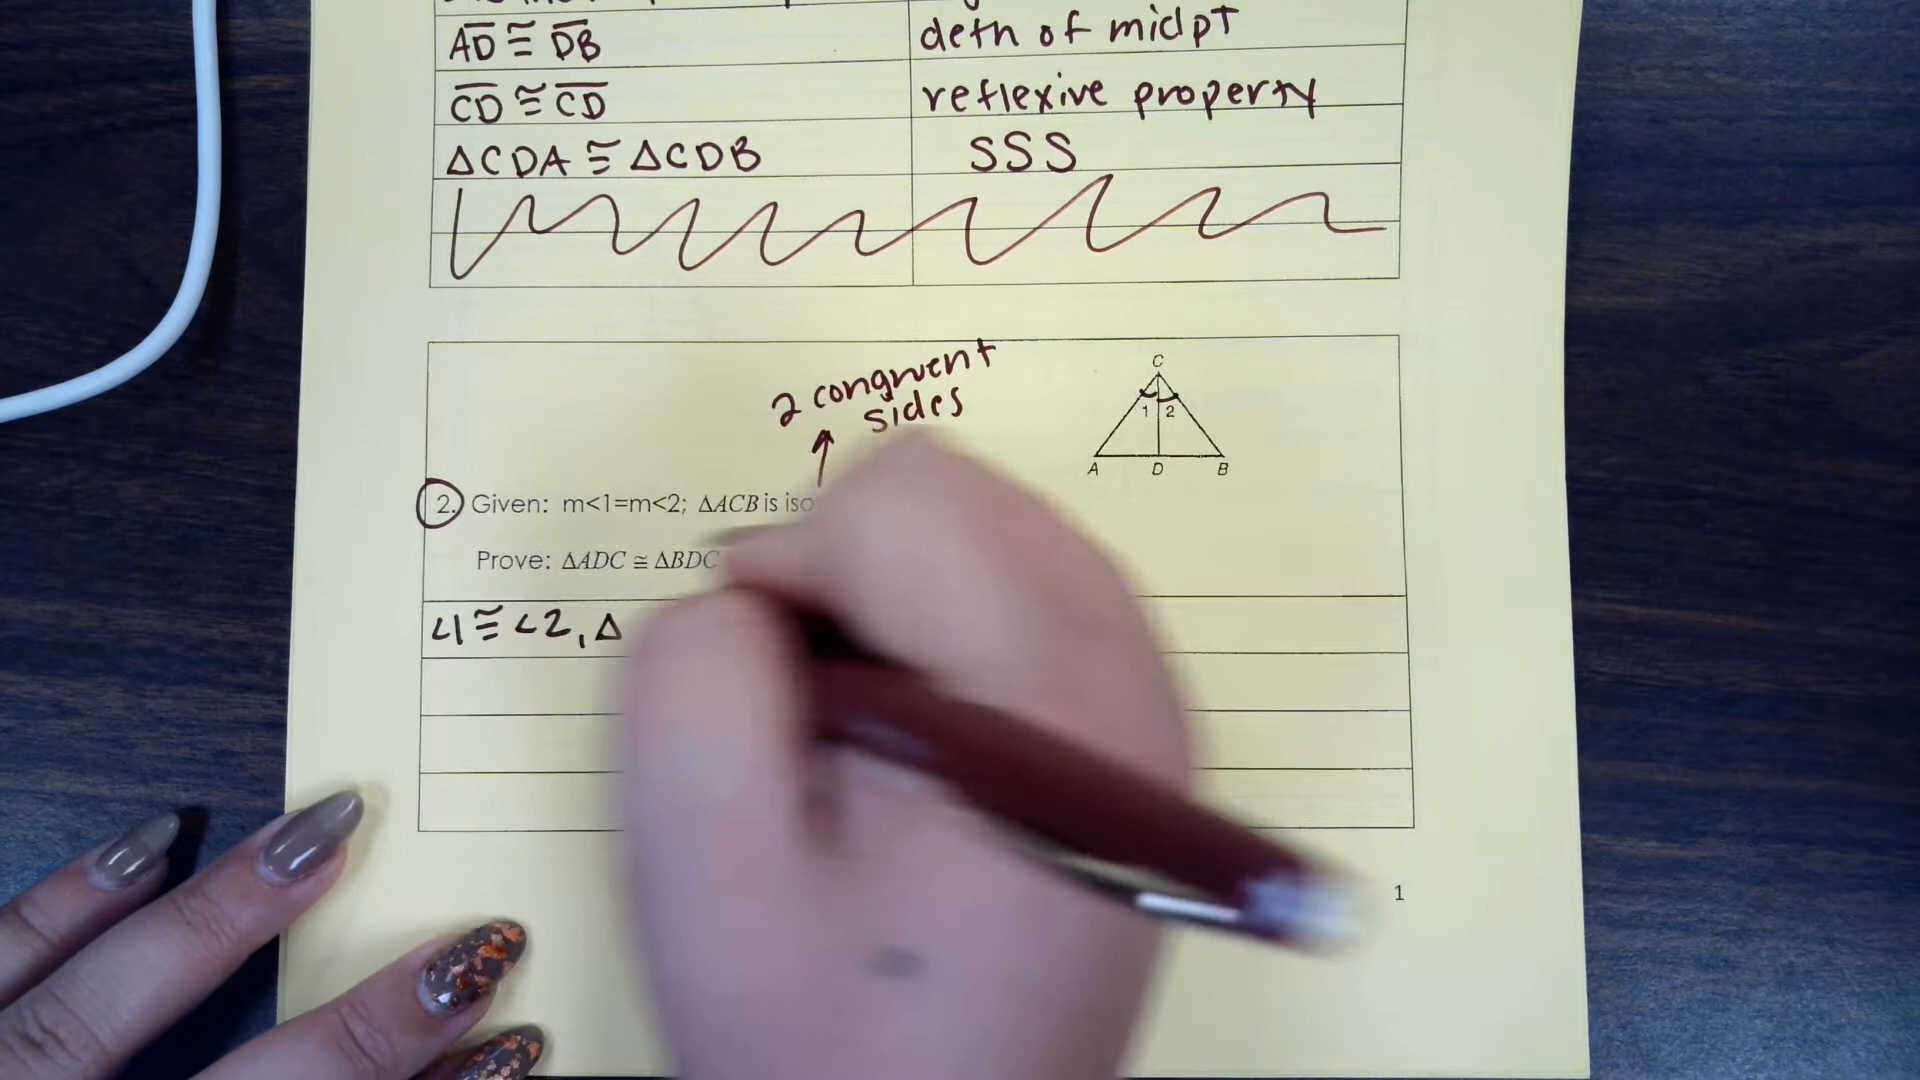 AD ≅ DB
defn of midpt
CD ≅ CD
reflexive property
ΔCDA ≅ ΔCDB
SSS
2 congruent
sides
C
1 2
A D B
2. Given: m<1=m<2; ΔACB is
Prove: ΔADC ≅ ΔBDC
<1 ≅ <2, Δ
1